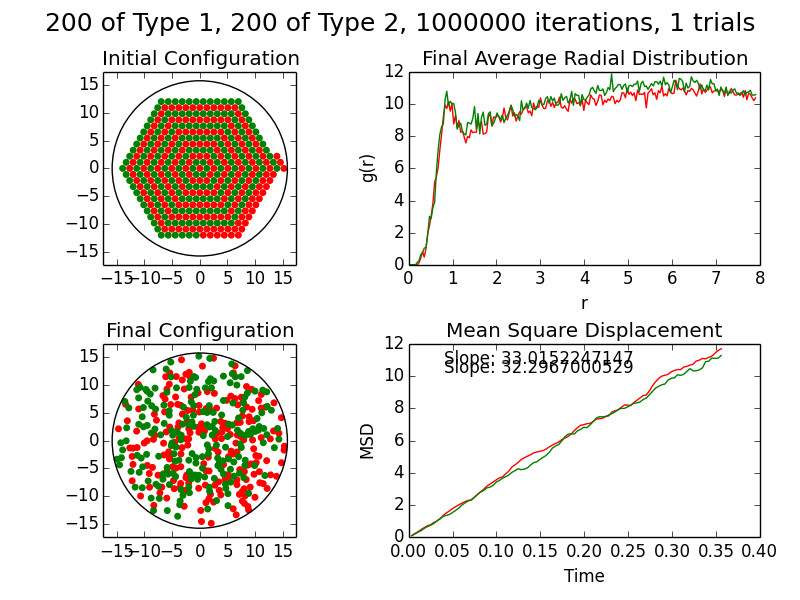 200 of Type 1, 200 of Type 2, 1000000 iterations, 1 trials
Initial Configuration
15
10
5
0
−5
−10
−15
−15 −10 −5 0 5 10 15
Final Average Radial Distribution
12
10
8
6
4
2
0
g(r)
0 1 2 3 4 5 6 7 8
r
Final Configuration
15
10
5
0
−5
−10
−15
−15 −10 −5 0 5 10 15
Mean Square Displacement
Slope: 33.0152247147
Slope: 32.2967000529
12
10
8
6
4
2
0
MSD
0.00 0.05 0.10 0.15 0.20 0.25 0.30 0.35 0.40
Time